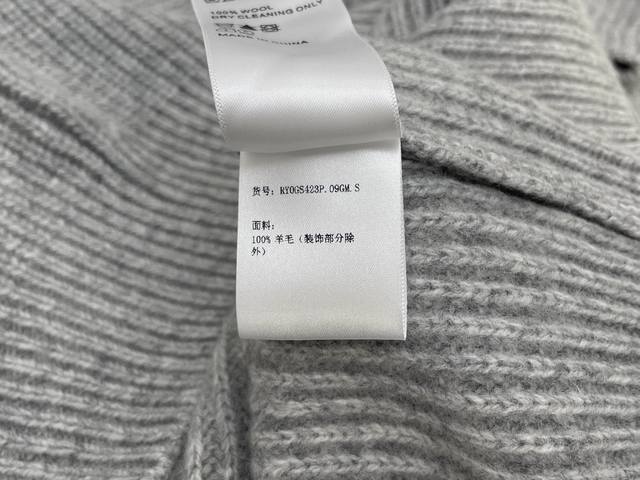 100% WOOL
DRY CLEANING ONLY
MADE IN CHINA
货号: RY0GS423P.09GM.S
面料:
100% 羊毛（装饰部分除
外）